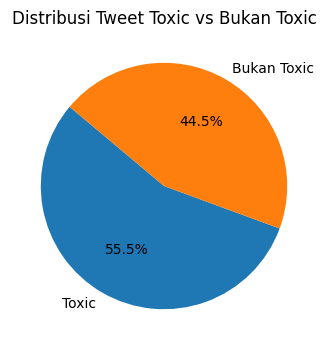 Distribusi Tweet Toxic vs Bukan Toxic
Bukan Toxic
44.5%
55.5%
Toxic